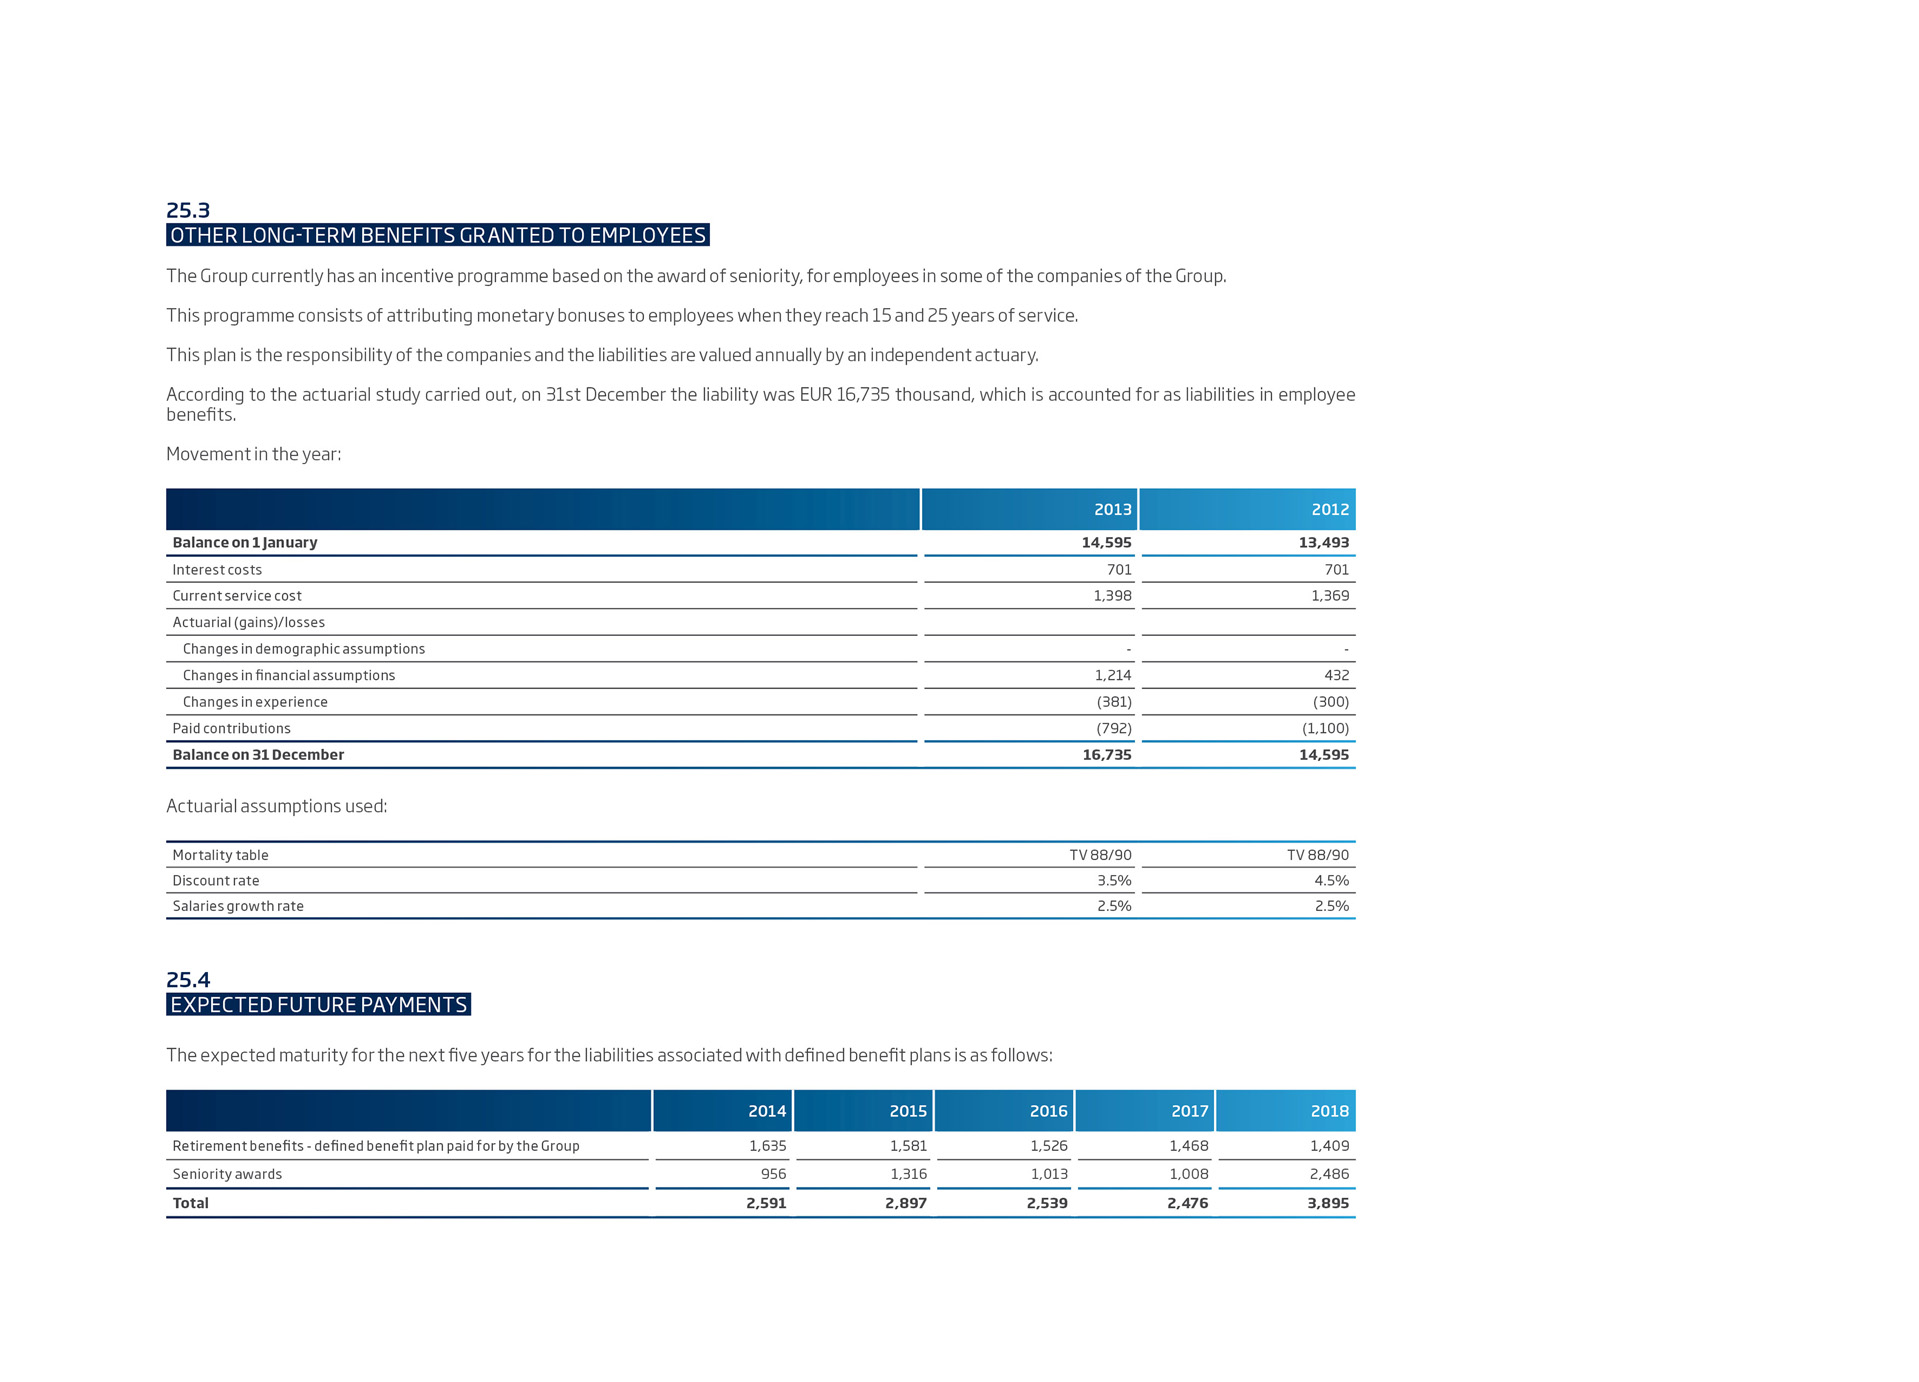 25.3
OTHER LONG-TERM BENEFITS GRANTED TO EMPLOYEES
The Group currently has an incentive programme based on the award of seniority, for employees in some of the companies of the Group.
This programme consists of attributing monetary bonuses to employees when they reach 15 and 25 years of service.
This plan is the responsibility of the companies and the liabilities are valued annually by an independent actuary.
According to the actuarial study carried out, on 31st December the liability was EUR 16,735 thousand, which is accounted for as liabilities in employee
benefits.
Movement in the year:
2013 2012
Balance on 1 January 14,595 13,493
Interest costs 701 701
Current service cost 1,398 1,369
Actuarial (gains)/losses
Changes in demographic assumptions - -
Changes in financial assumptions 1,214 432
Changes in experience (381) (300)
Paid contributions (792) (1,100)
Balance on 31 December 16,735 14,595
Actuarial assumptions used:
Mortality table TV 88/90 TV 88/90
Discount rate 3.5% 4.5%
Salaries growth rate 2.5% 2.5%
25.4
EXPECTED FUTURE PAYMENTS
The expected maturity for the next five years for the liabilities associated with defined benefit plans is as follows:
2014 2015 2016 2017 2018
Retirement benefits - defined benefit plan paid for by the Group 1,635 1,581 1,526 1,468 1,409
Seniority awards 956 1,316 1,013 1,008 2,486
Total 2,591 2,897 2,539 2,476 3,895